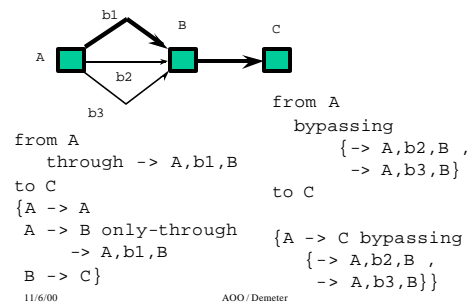 b1
B
C
A
b2
b3
from A
through -> A,b1,B
to C
{A -> A
A -> B only-through
-> A,b1,B
B -> C}
from A
bypassing
{-> A,b2,B ,
-> A,b3,B}
to C
{A -> C bypassing
{-> A,b2,B ,
-> A,b3,B}}
11/6/00
AOO / Demeter